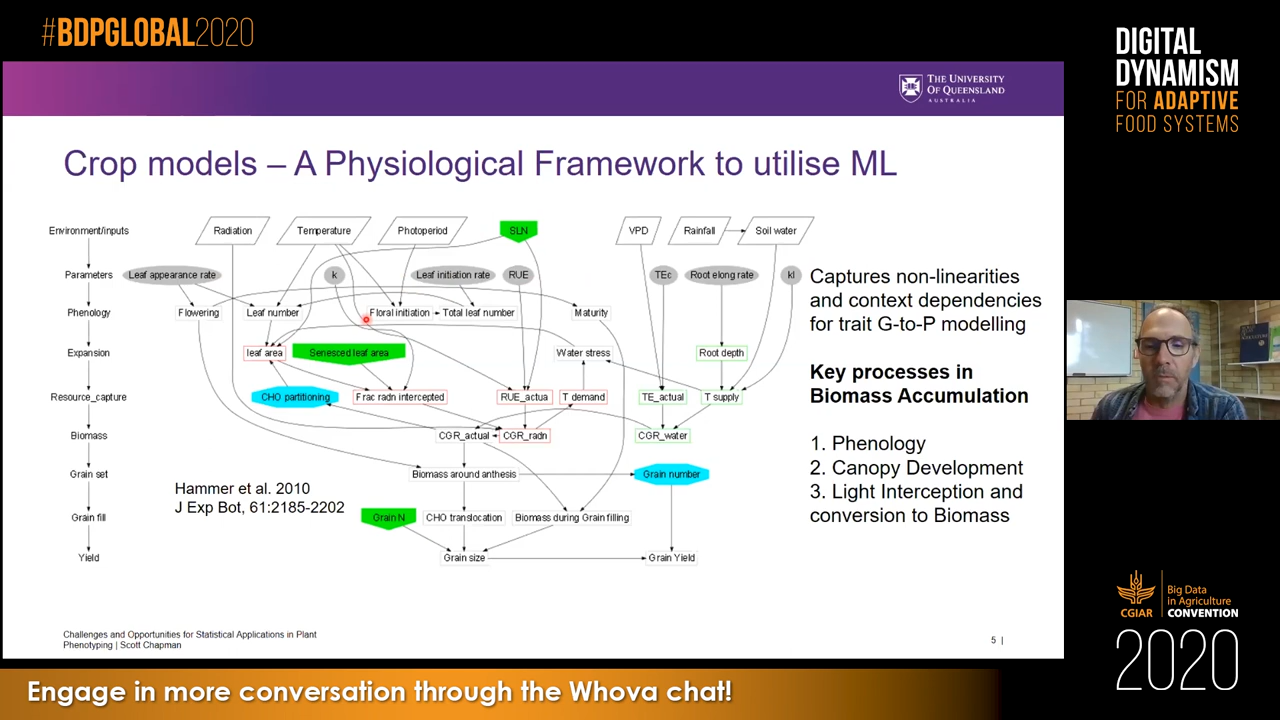 #BDPGLOBAL2020
DIGITAL
DYNAMISM
FOR ADAPTIVE
FOOD SYSTEMS
THE UNIVERSITY
OF QUEENSLAND
AUSTRALIA
Crop models – A Physiological Framework to utilise ML
Environment/inputs
Radiation
Temperature
Photoperiod
SLN
VPD
Rainfall
Soil water
Parameters
Leaf appearance rate
k
Leaf initiation rate
RUE
TEc
Root elong rate
kl
Phenology
Flowering
Leaf number
Floral initiation
Total leaf number
Maturity
Expansion
leaf area
Senesced leaf area
Water stress
Root depth
Resource_capture
CHO partitioning
Frac radn intercepted
RUE_actua
T demand
TE_actual
T supply
Biomass
CGR_actual
CGR_radn
CGR_water
Grain set
Biomass around anthesis
Grain number
Grain fill
Grain N
CHO translocation
Biomass during Grain filling
Yield
Grain size
Grain Yield
Hammer et al. 2010
J Exp Bot, 61:2185-2202
Captures non-linearities
and context dependencies
for trait G-to-P modelling
Key processes in
Biomass Accumulation
1. Phenology
2. Canopy Development
3. Light Interception and
conversion to Biomass
Challenges and Opportunities for Statistical Applications in Plant
Phenotyping | Scott Chapman
5 |
CGIAR
Big Data
in Agriculture
CONVENTION
2020
Engage in more conversation through the Whova chat!